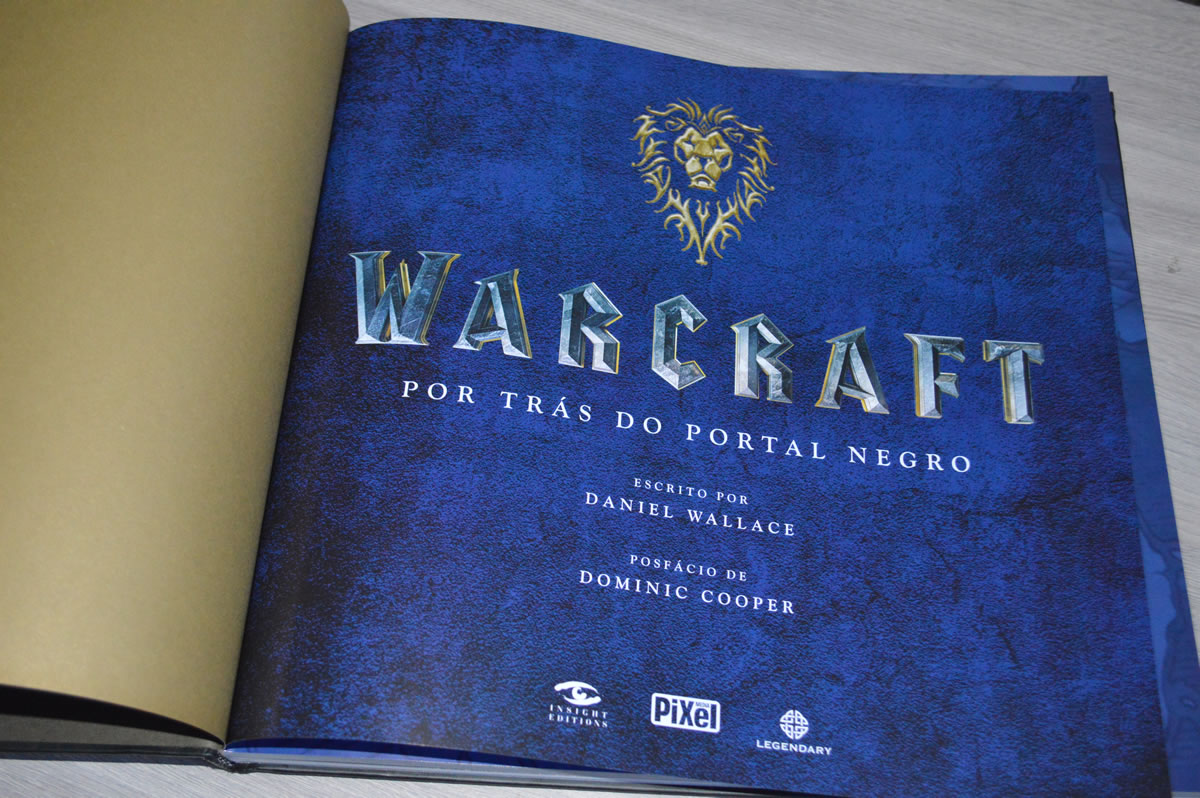 WARCRAFT
POR TRÁS DO PORTAL NEGRO
ESCRITO POR
DANIEL WALLACE
POSFÁCIO DE
DOMINIC COOPER
INSIGHT
EDITIONS
PiXel
LEGENDARY